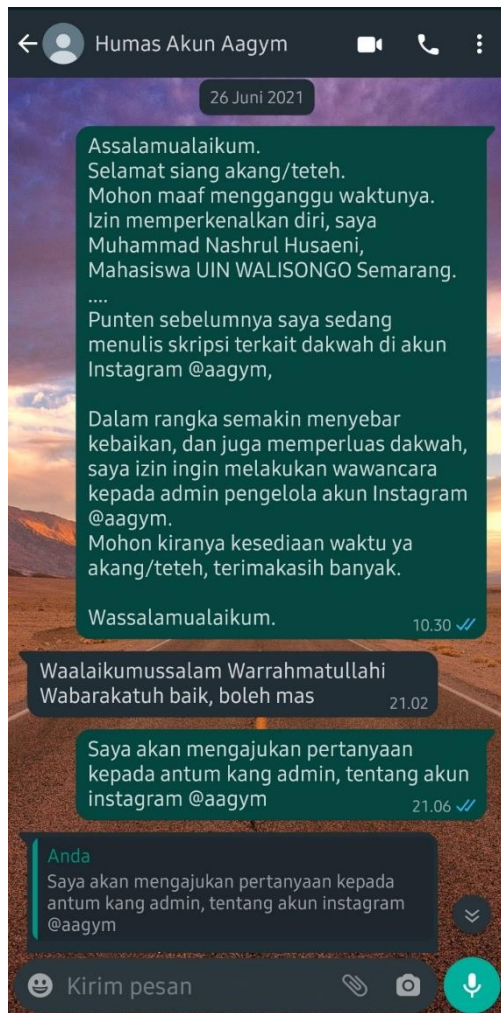 Humas Akun Aagym
26 Juni 2021
Assalamualaikum.
Selamat siang akang/teteh.
Mohon maaf mengganggu waktunya.
Izin memperkenalkan diri, saya
Muhammad Nashrul Husaeni,
Mahasiswa UIN WALISONGO Semarang.
....
Punten sebelumnya saya sedang
menulis skripsi terkait dakwah di akun
Instagram @aagym,
Dalam rangka semakin menyebar
kebaikan, dan juga memperluas dakwah,
saya izin ingin melakukan wawancara
kepada admin pengelola akun Instagram
@aagym.
Mohon kiranya kesediaan waktu ya
akang/teteh, terimakasih banyak.
Wassalamualaikum.
10.30
Waalaikumussalam Warrahmatullahi
Wabarakatuh baik, boleh mas
21.02
Saya akan mengajukan pertanyaan
kepada antum kang admin, tentang akun
instagram @aagym
21.06
Anda
Saya akan mengajukan pertanyaan kepada
antum kang admin, tentang akun instagram
@aagym
Kirim pesan